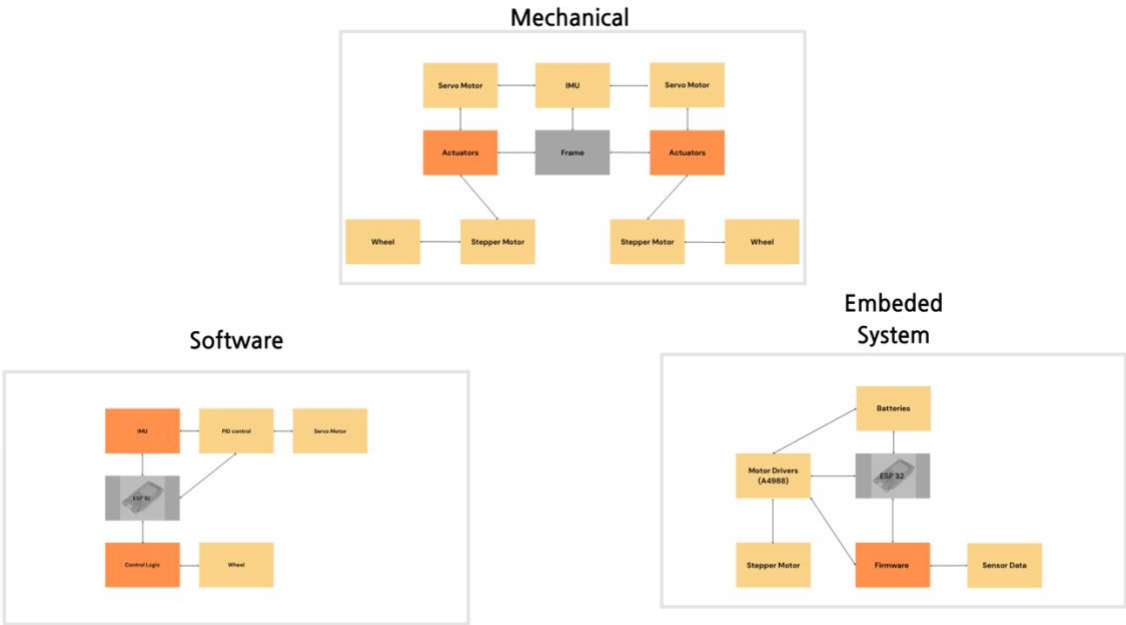 Mechanical
Servo Motor
IMU
Servo Motor
Actuators
Frame
Actuators
Wheel
Stepper Motor
Stepper Motor
Wheel
Software
IMU
PID control
Servo Motor
Control Logic
Wheel
Embeded
System
Batteries
Motor Drivers
(A4988)
ESP 32
Stepper Motor
Firmware
Sensor Data